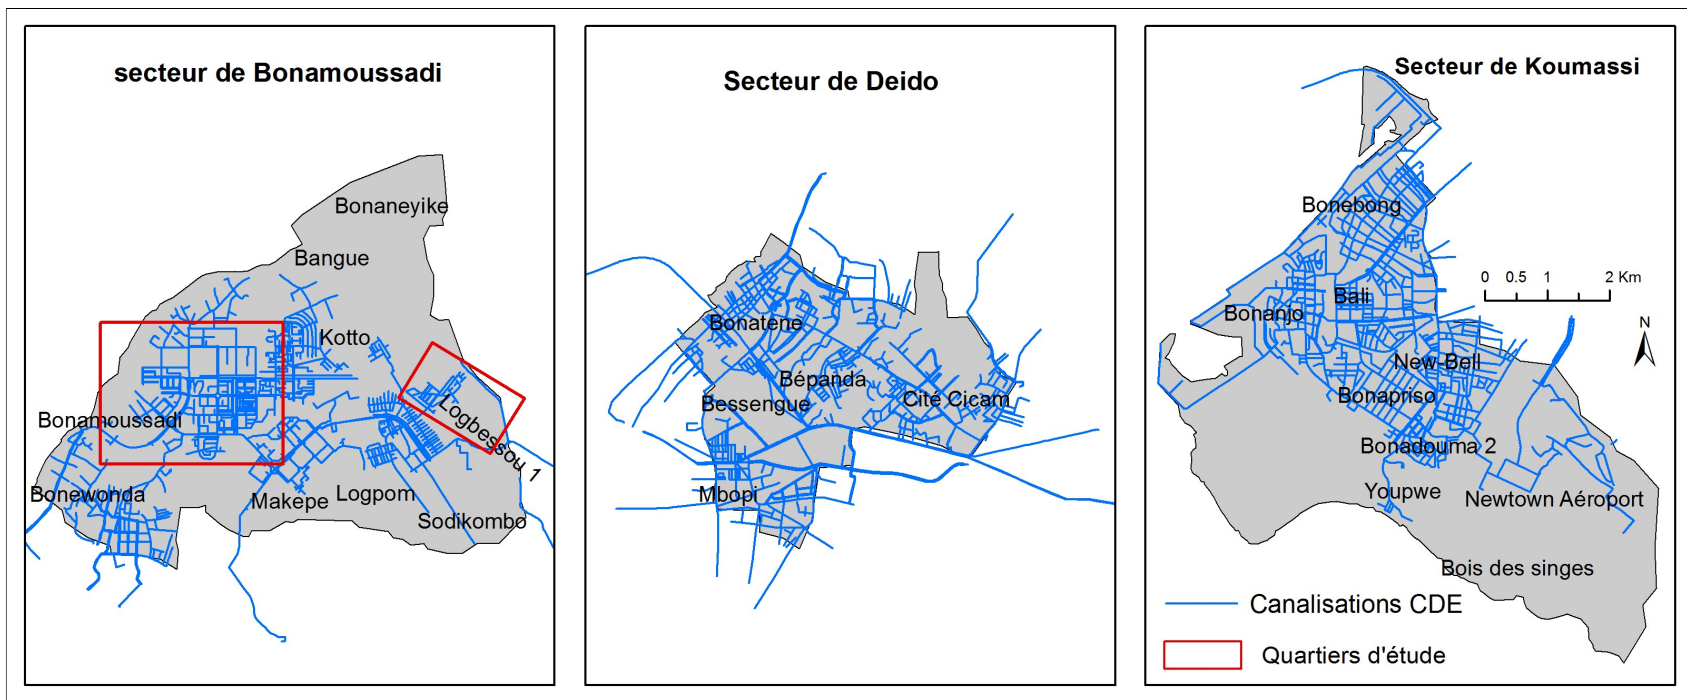 secteur de Bonamoussadi
Bonaneyike
Bangue
Kotto
Logbessou 1
Bonamoussadi
Bonewonda
Makepe
Logpom
Sodikombo
Secteur de Deido
Bonatene
Bépanda
Bessengue
Cité Cicam
Mbopi
Secteur de Koumassi
Bonebong
0 0.5 1 2 Km
Bali
Bonanjo
N
New-Bell
Bonapriso
Bonadouma 2
Youpwe
Newtown Aéroport
Bois des singes
Canalisations CDE
Quartiers d'étude